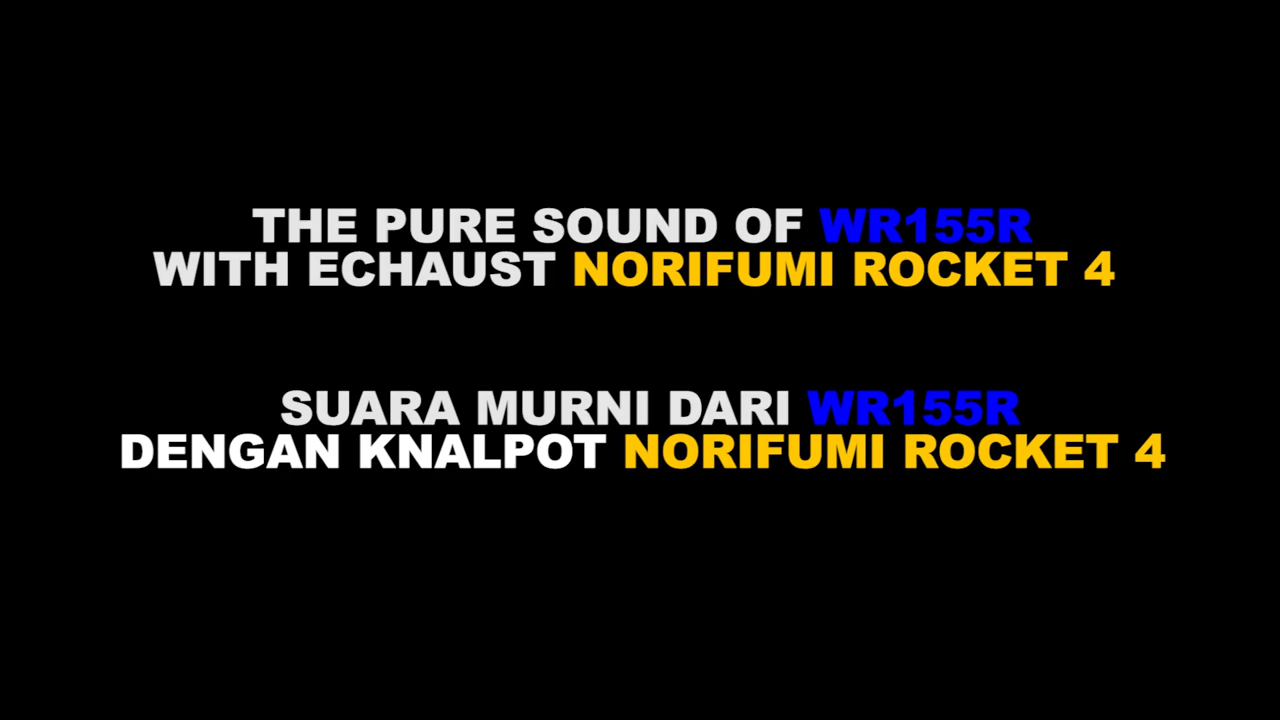 THE PURE SOUND OF WR155R
WITH ECHAUST NORIFUMI ROCKET 4
SUARA MURNI DARI WR155R
DENGAN KNALPOT NORIFUMI ROCKET 4